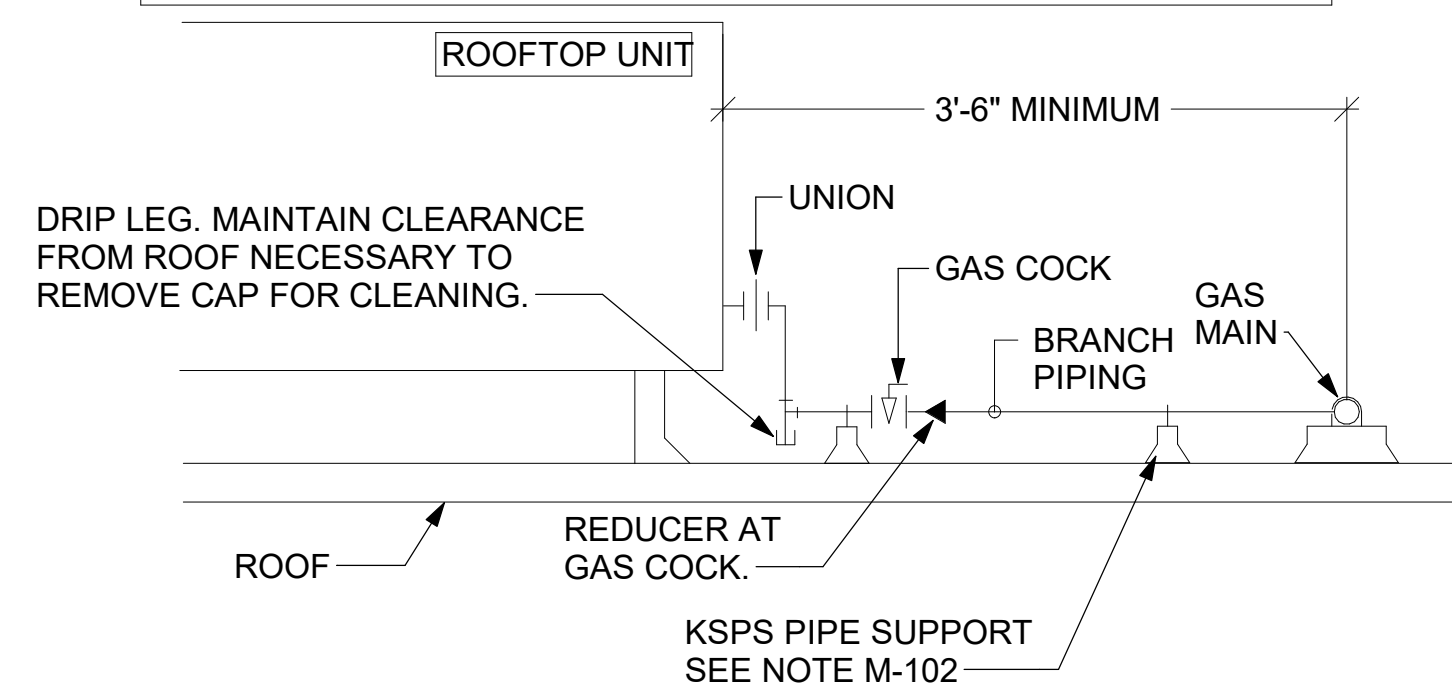 ROOFTOP UNIT
3'-6" MINIMUM
UNION
DRIP LEG. MAINTAIN CLEARANCE
FROM ROOF NECESSARY TO
REMOVE CAP FOR CLEANING.
GAS COCK
GAS
MAIN
BRANCH
PIPING
REDUCER AT
GAS COCK.
ROOF
KSPS PIPE SUPPORT
SEE NOTE M-102